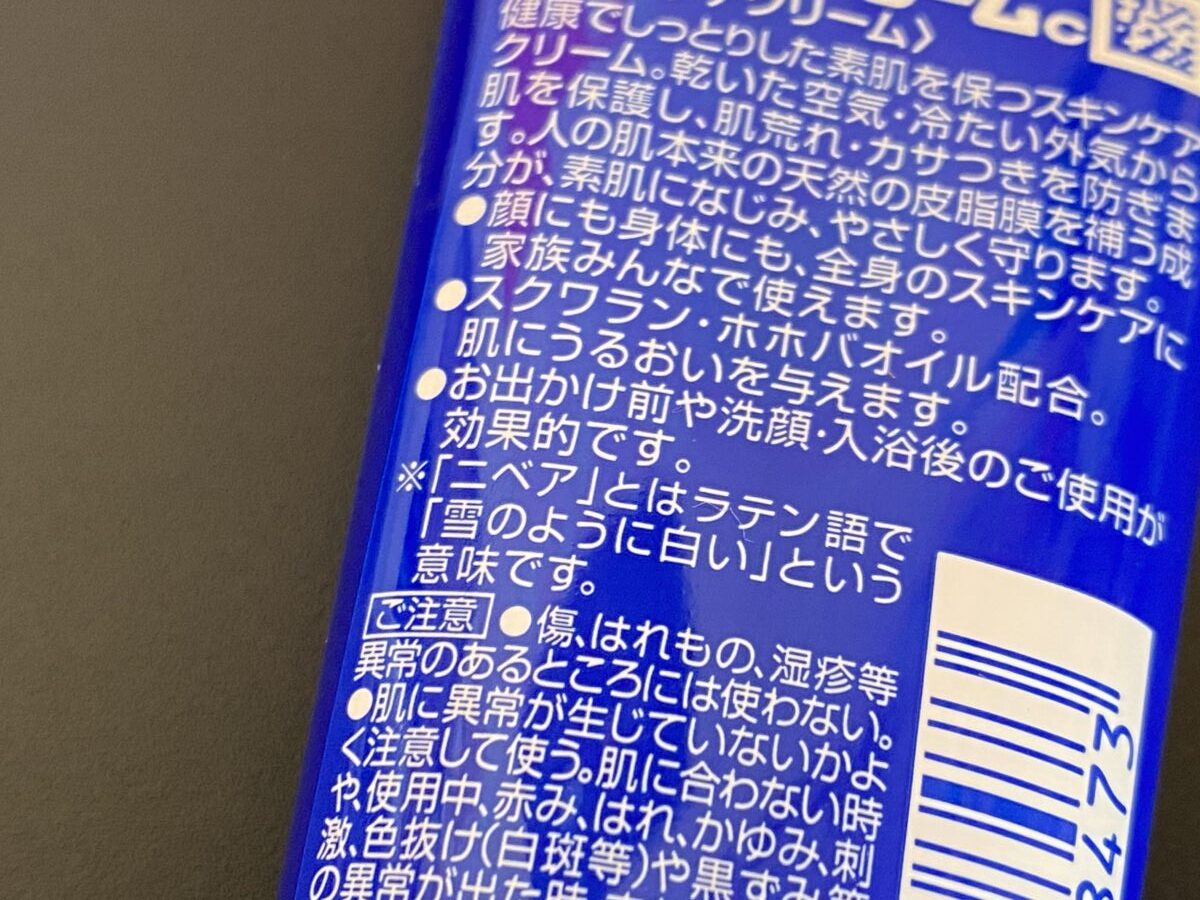 クリーム〉
健康でしっとりした素肌を保つスキンケア
クリーム。乾いた空気・冷たい外気から
肌を保護し、肌荒れ・カサつきを防ぎま
す。人の肌本来の天然の皮脂膜を補う成
分が、素肌になじみ、やさしく守ります。
●顔にも身体にも、全身のスキンケアに
家族みんなで使えます。
●スクワラン・ホホバオイル配合。
肌にうるおいを与えます。
●お出かけ前や洗顔・入浴後のご使用が
効果的です。
※「ニベア」とはラテン語で
「雪のように白い」という
意味です。
ご注意 ●傷、はれもの、湿疹等
異常のあるところには使わない。
●肌に異常が生じていないかよ
く注意して使う。肌に合わない時
や、使用中、赤み、はれ、かゆみ、刺
激、色抜け(白斑等)や黒ずみ等
の異常が出た時
8473